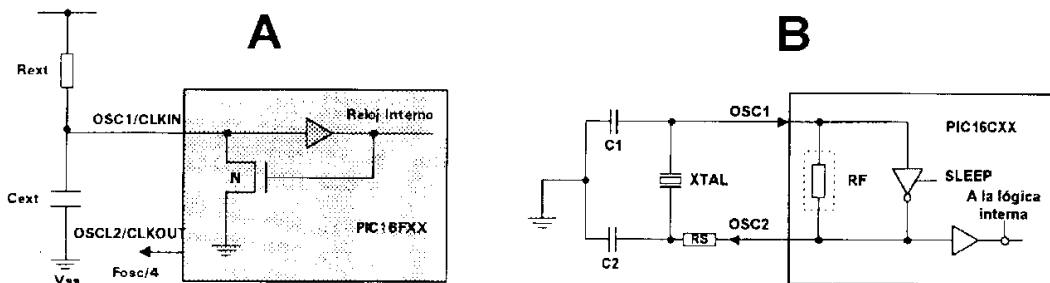 A
Rext
OSC1/CLKIN
Reloj Interno
N
Cext
OSCL2/CLKOUT
PIC16FXX
Fosc/4
Vss
B
OSC1
PIC16CXX
C1
XTAL
RF
SLEEP
A la lógica
interna
OSC2
RS
C2